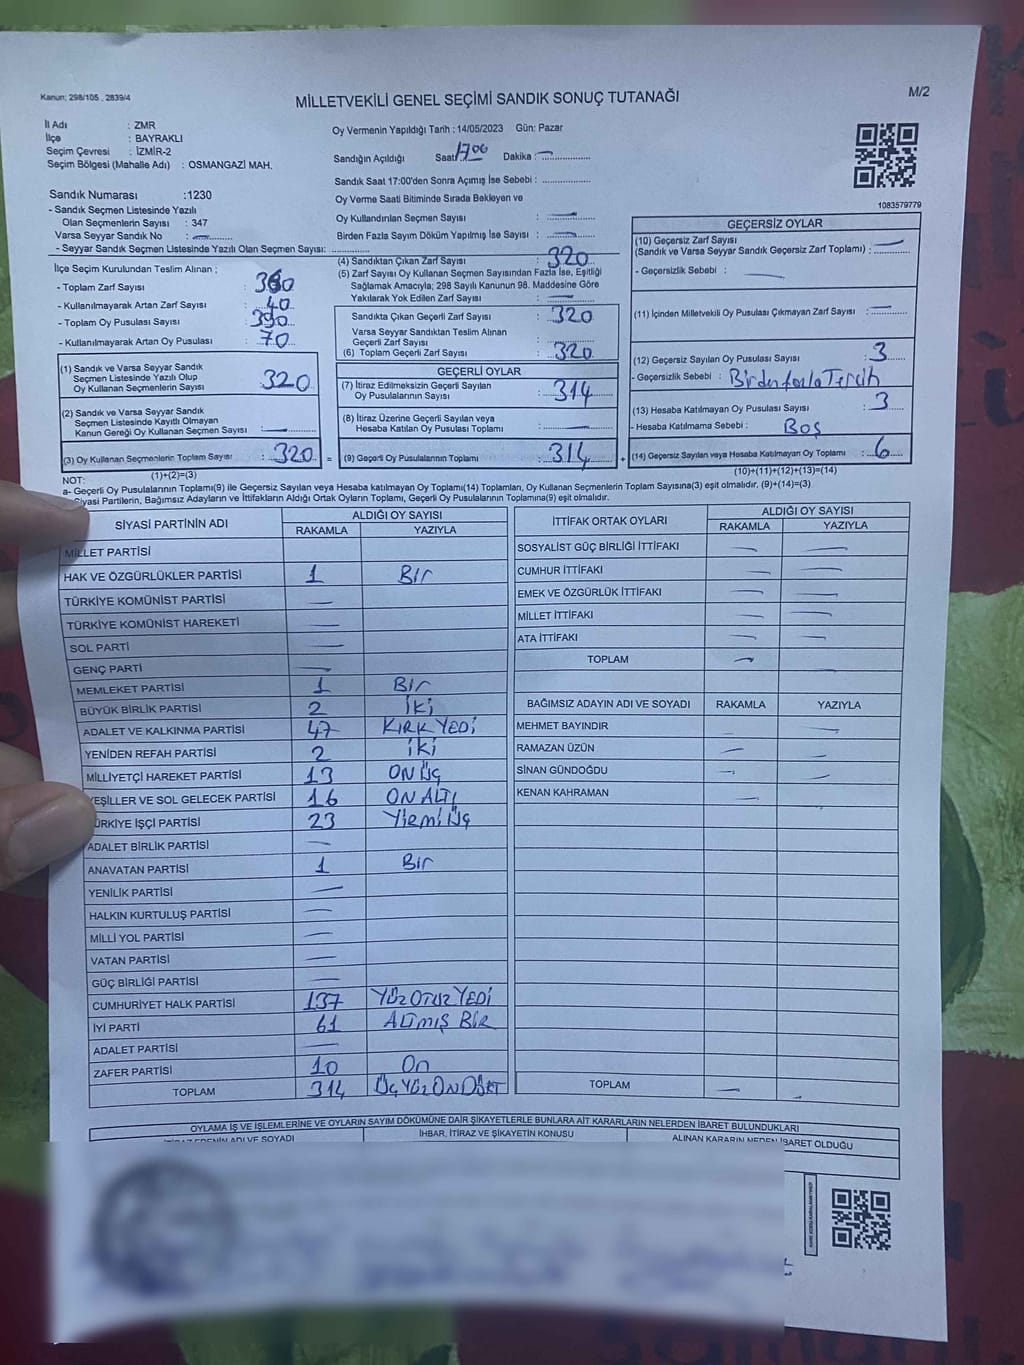 Kanun: 298/105 , 2839/4
MİLLETVEKİLİ GENEL SEÇİMİ SANDIK SONUÇ TUTANAĞI
M/2
İl Adı : ZMR
İlçe : BAYRAKLI
Seçim Çevresi : İZMİR-2
Seçim Bölgesi (Mahalle Adı) : OSMANGAZİ MAH.
Oy Vermenin Yapıldığı Tarih : 14/05/2023 Gün: Pazar
Sandığın Açıldığı Saat 1700 Dakika : —
Sandık Saat 17:00'den Sonra Açılmış İse Sebebi :
Oy Verme Saati Bitiminde Sırada Bekleyen ve
Oy Kullandırılan Seçmen Sayısı : —
Birden Fazla Sayım Döküm Yapılmış İse Sayısı : —
1083579779
Sandık Numarası :1230
- Sandık Seçmen Listesinde Yazılı
Olan Seçmenlerin Sayısı : 347
Varsa Seyyar Sandık No : —
- Seyyar Sandık Seçmen Listesinde Yazılı Olan Seçmen Sayısı:
İlçe Seçim Kurulundan Teslim Alınan ;
- Toplam Zarf Sayısı : 360
- Kullanılmayarak Artan Zarf Sayısı : 40
- Toplam Oy Pusulası Sayısı : 390
- Kullanılmayarak Artan Oy Pusulası : 70
(1) Sandık ve Varsa Seyyar Sandık
Seçmen Listesinde Yazılı Olup
Oy Kullanan Seçmenlerin Sayısı : 320
(2) Sandık ve Varsa Seyyar Sandık
Seçmen Listesinde Kayıtlı Olmayan
Kanun Gereği Oy Kullanan Seçmen Sayısı : —
(3) Oy Kullanan Seçmenlerin Toplam Sayısı : 320 =
(1)+(2)=(3)
(4) Sandıktan Çıkan Zarf Sayısı : 320
(5) Zarf Sayısı Oy Kullanan Seçmen Sayısından Fazla İse, Eşitliği
Sağlamak Amacıyla; 298 Sayılı Kanunun 98. Maddesine Göre
Yakılarak Yok Edilen Zarf Sayısı : —
Sandıkta Çıkan Geçerli Zarf Sayısı : 320
Varsa Seyyar Sandıktan Teslim Alınan
Geçerli Zarf Sayısı :
(6) Toplam Geçerli Zarf Sayısı : 320
GEÇERLİ OYLAR
(7) İtiraz Edilmeksizin Geçerli Sayılan
Oy Pusulalarının Sayısı : 314
(8) İtiraz Üzerine Geçerli Sayılan veya
Hesaba Katılan Oy Pusulası Toplamı : —
(9) Geçerli Oy Pusulalarının Toplamı : 314 +
GEÇERSİZ OYLAR
(10) Geçersiz Zarf Sayısı
(Sandık ve Varsa Seyyar Sandık Geçersiz Zarf Toplamı) : —
- Geçersizlik Sebebi : —
(11) İçinden Milletvekili Oy Pusulası Çıkmayan Zarf Sayısı : —
(12) Geçersiz Sayılan Oy Pusulası Sayısı : 3
- Geçersizlik Sebebi : Birden fazla Tercih
(13) Hesaba Katılmayan Oy Pusulası Sayısı : 3
- Hesaba Katılmama Sebebi : Boş
(14) Geçersiz Sayılan veya Hesaba Katılmayan Oy Toplamı : 6
(10)+(11)+(12)+(13)=(14)
NOT:
a- Geçerli Oy Pusulalarının Toplamı(9) ile Geçersiz Sayılan veya Hesaba katılmayan Oy Toplamı(14) Toplamları, Oy Kullanan Seçmenlerin Toplam Sayısına(3) eşit olmalıdır. (9)+(14)=(3)
Siyasi Partilerin, Bağımsız Adayların ve İttifakların Aldığı Ortak Oyların Toplamı, Geçerli Oy Pusulalarının Toplamına(9) eşit olmalıdır.
SİYASİ PARTİNİN ADI ALDIĞI OY SAYISI
RAKAMLA YAZIYLA
MİLLET PARTİSİ
HAK VE ÖZGÜRLÜKLER PARTİSİ 1 Bir
TÜRKİYE KOMÜNİST PARTİSİ —
TÜRKİYE KOMÜNİST HAREKETİ —
SOL PARTİ —
GENÇ PARTİ —
MEMLEKET PARTİSİ 1 Bir
BÜYÜK BİRLİK PARTİSİ 2 İki
ADALET VE KALKINMA PARTİSİ 47 KIRK YEDİ
YENİDEN REFAH PARTİSİ 2 iki
MİLLİYETÇİ HAREKET PARTİSİ 13 ON ÜÇ
YEŞİLLER VE SOL GELECEK PARTİSİ 16 ON ALTI
TÜRKİYE İŞÇİ PARTİSİ 23 Yirmi Üç
ADALET BİRLİK PARTİSİ —
ANAVATAN PARTİSİ 1 Bir
YENİLİK PARTİSİ —
HALKIN KURTULUŞ PARTİSİ —
MİLLİ YOL PARTİSİ —
VATAN PARTİSİ —
GÜÇ BİRLİĞİ PARTİSİ —
CUMHURİYET HALK PARTİSİ 137 YÜZ OTUZ YEDİ
İYİ PARTİ 61 ALTMIŞ BİR
ADALET PARTİSİ —
ZAFER PARTİSİ 10 On
TOPLAM 314 ÜÇ YÜZ ON DÖRT
İTTİFAK ORTAK OYLARI ALDIĞI OY SAYISI
RAKAMLA YAZIYLA
SOSYALİST GÜÇ BİRLİĞİ İTTİFAKI — —
CUMHUR İTTİFAKI — —
EMEK VE ÖZGÜRLÜK İTTİFAKI — —
MİLLET İTTİFAKI — —
ATA İTTİFAKI — —
TOPLAM — —
BAĞIMSIZ ADAYIN ADI VE SOYADI RAKAMLA YAZIYLA
MEHMET BAYINDIR — —
RAMAZAN ÜZÜN — —
SİNAN GÜNDOĞDU — —
KENAN KAHRAMAN —
TOPLAM — —
OYLAMA İŞ VE İŞLEMLERİNE VE OYLARIN SAYIM DÖKÜMÜNE DAİR ŞİKAYETLERLE BUNLARA AİT KARARLARIN NELERDEN İBARET BULUNDUKLARI
ADI VE SOYADI İHBAR, İTİRAZ VE ŞİKAYETİN KONUSU ALINAN KARARIN NEDEN İBARET OLDUĞU